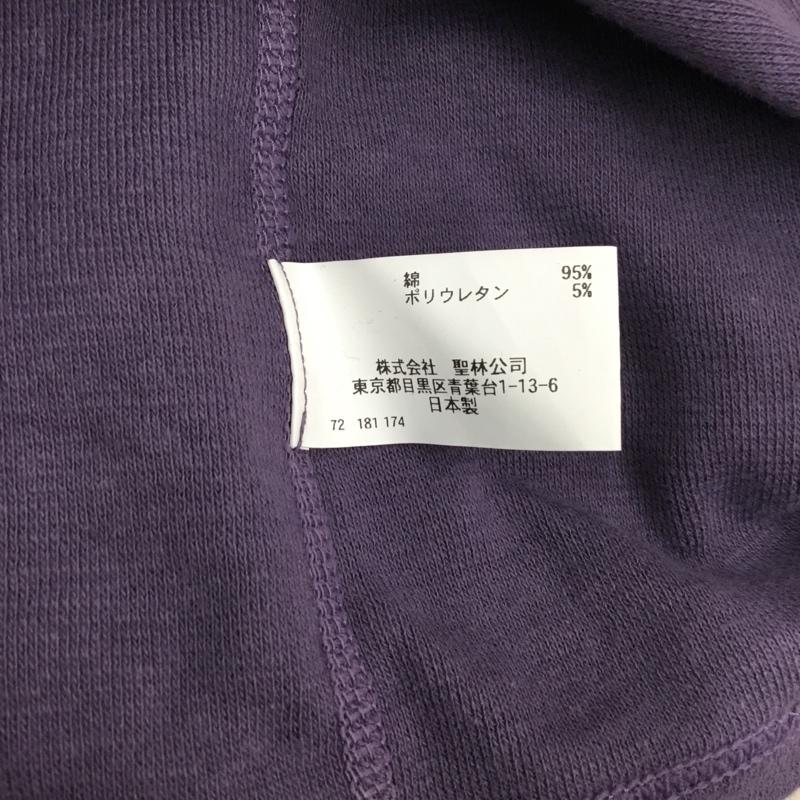 綿 95%
ポリウレタン 5%
株式会社 聖林公司
東京都目黒区青葉台1-13-6
日本製
72 181 174